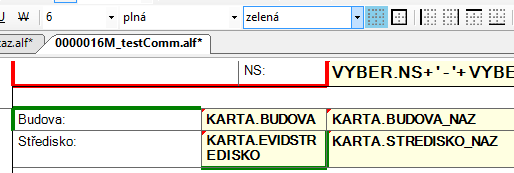 U W 6 plná zelená
az.alf* 0000016M_testComm.alf*
NS: VYBER.NS+'-'+ VYBE
Budova: KARTA.BUDOVA KARTA.BUDOVA_NAZ
Středisko: KARTA.EVIDSTR KARTA.STREDISKO_NAZ
EDISKO